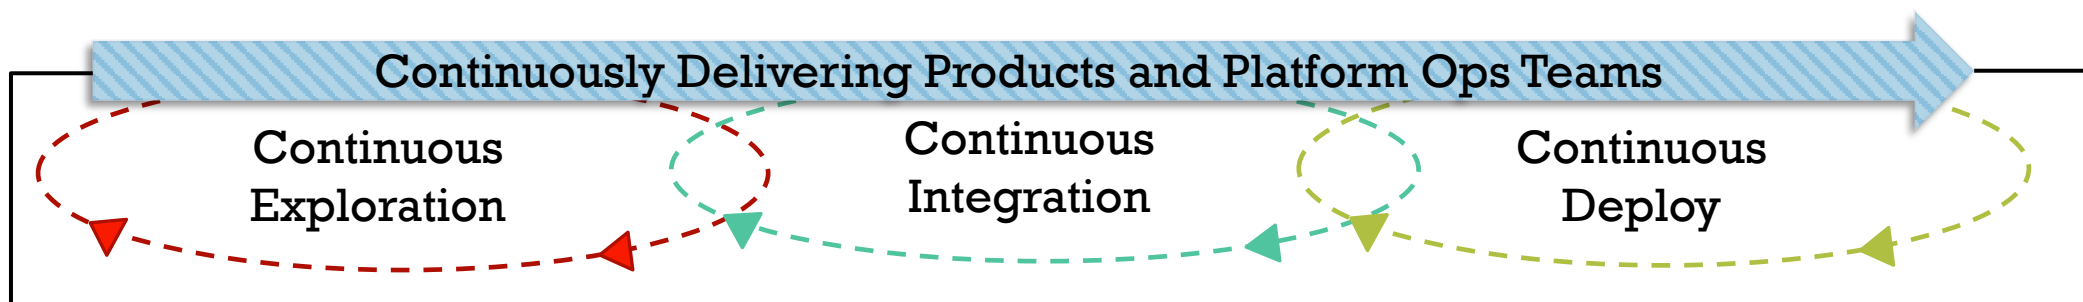 Continuously Delivering Products and Platform Ops Teams
Continuous
Exploration
Continuous
Integration
Continuous
Deploy